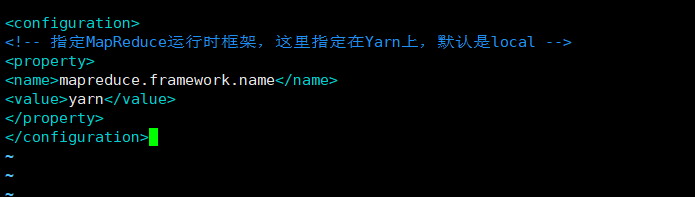 <configuration>
<!-- 指定MapReduce运行时框架，这里指定在Yarn上，默认是local -->
<property>
<name>mapreduce.framework.name</name>
<value>yarn</value>
</property>
</configuration>
~
~
~